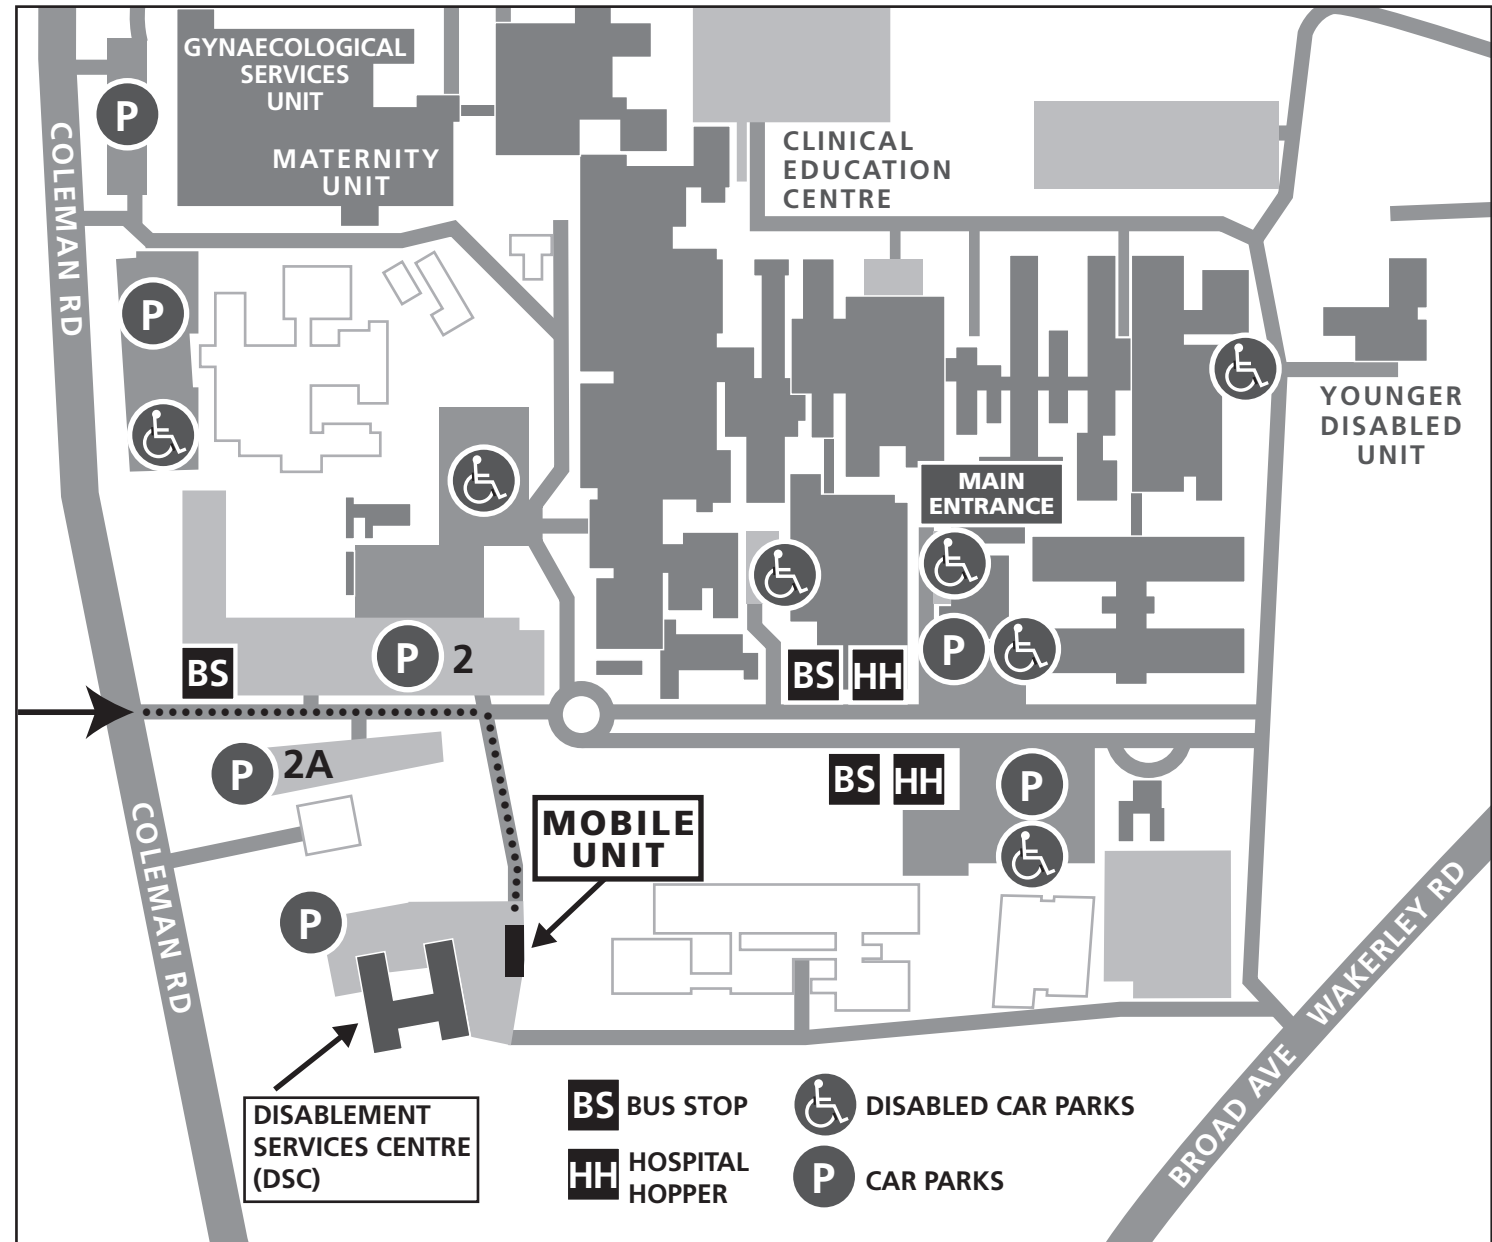 GYNAECOLOGICAL
SERVICES
UNIT
P
COLEMAN RD
MATERNITY
UNIT
CLINICAL
EDUCATION
CENTRE
P
YOUNGER
DISABLED
UNIT
MAIN
ENTRANCE
BS
P 2
BS HH
P
P 2A
BS HH
P
MOBILE
UNIT
COLEMAN RD
P
WAKERLEY RD
BROAD AVE
DISABLEMENT
SERVICES CENTRE
(DSC)
BS BUS STOP
DISABLED CAR PARKS
HH HOSPITAL
HOPPER
P CAR PARKS